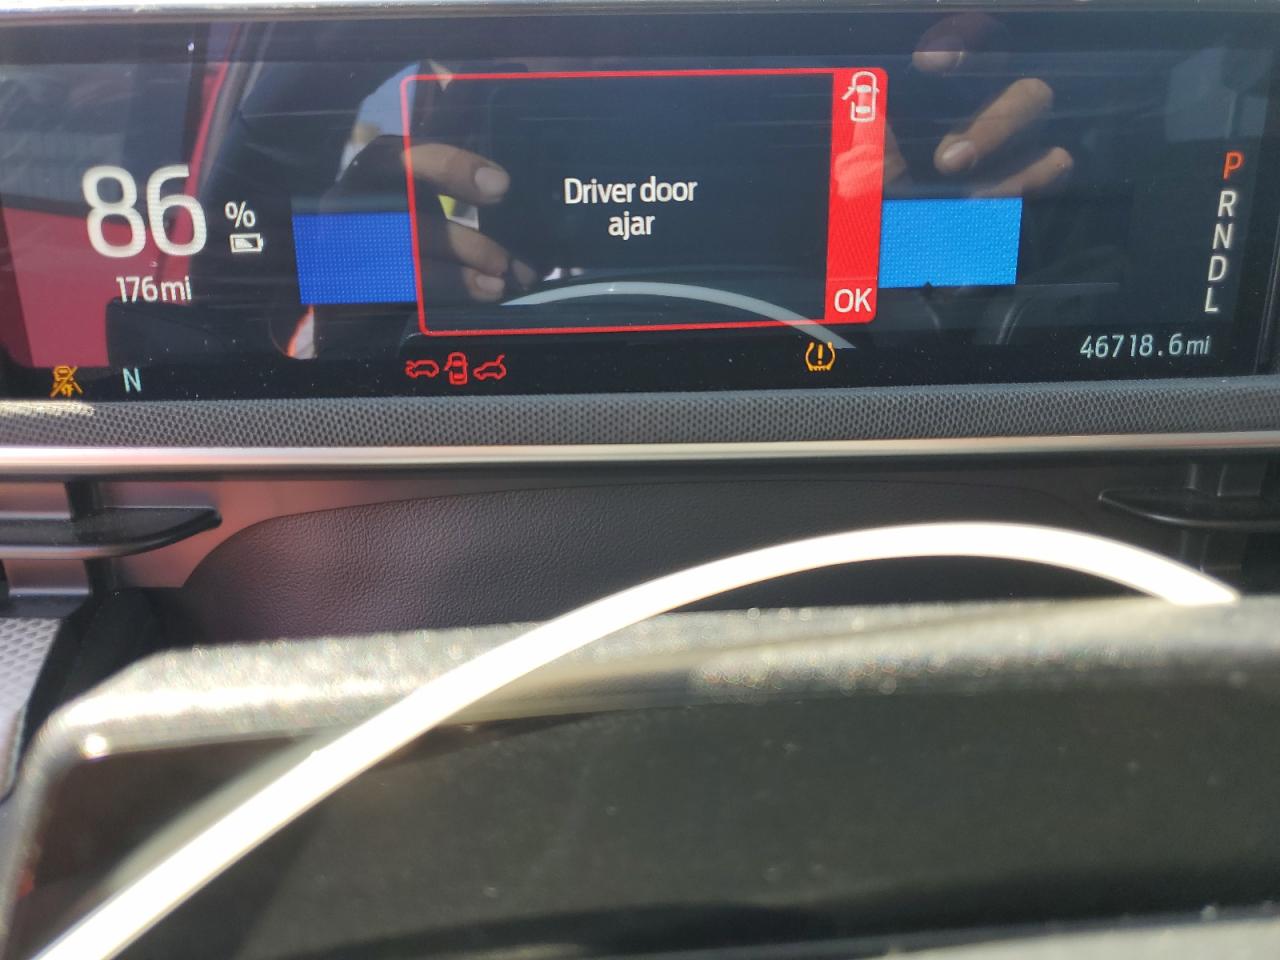 86 %
176mi
Driver door
ajar
OK
P
R
N
D
L
N
46718.6mi